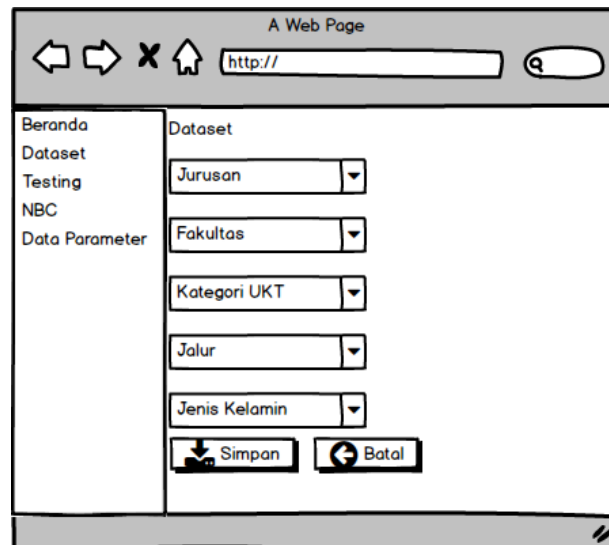 A Web Page
http://
Beranda
Dataset
Testing
NBC
Data Parameter
Dataset
Jurusan
Fakultas
Kategori UKT
Jalur
Jenis Kelamin
Simpan Batal